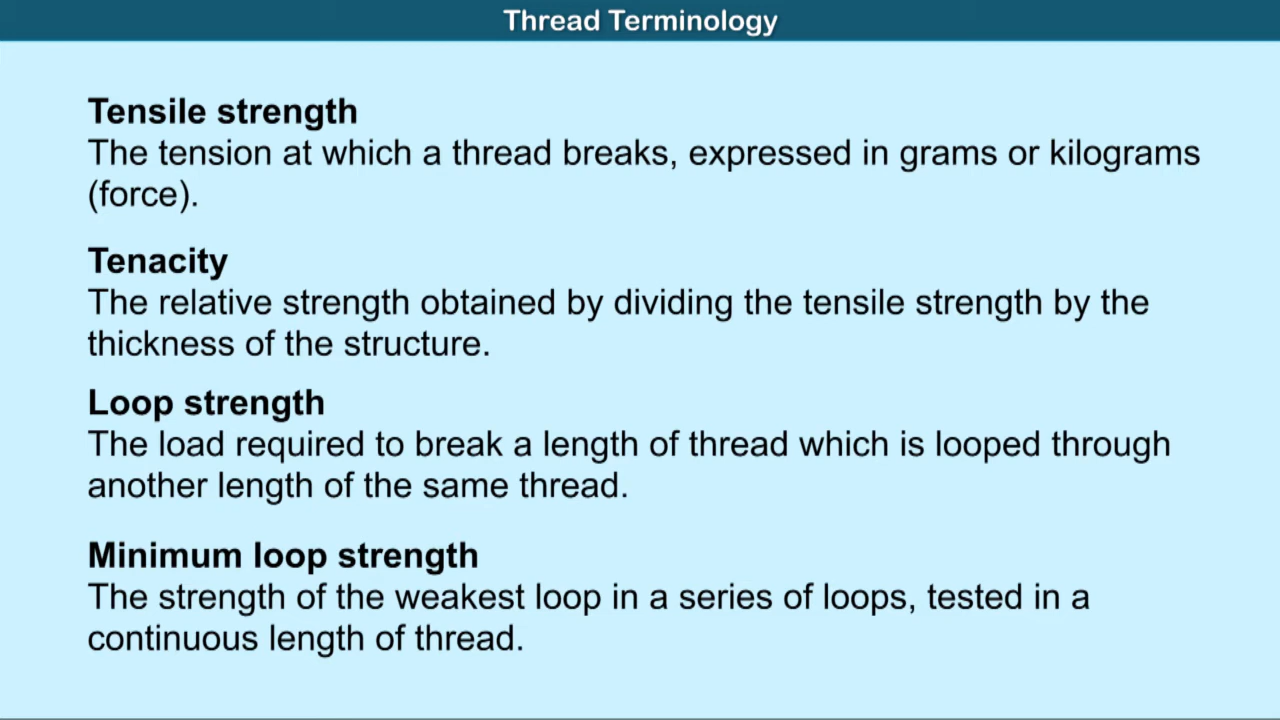 Thread Terminology
Tensile strength
The tension at which a thread breaks, expressed in grams or kilograms
(force).
Tenacity
The relative strength obtained by dividing the tensile strength by the
thickness of the structure.
Loop strength
The load required to break a length of thread which is looped through
another length of the same thread.
Minimum loop strength
The strength of the weakest loop in a series of loops, tested in a
continuous length of thread.